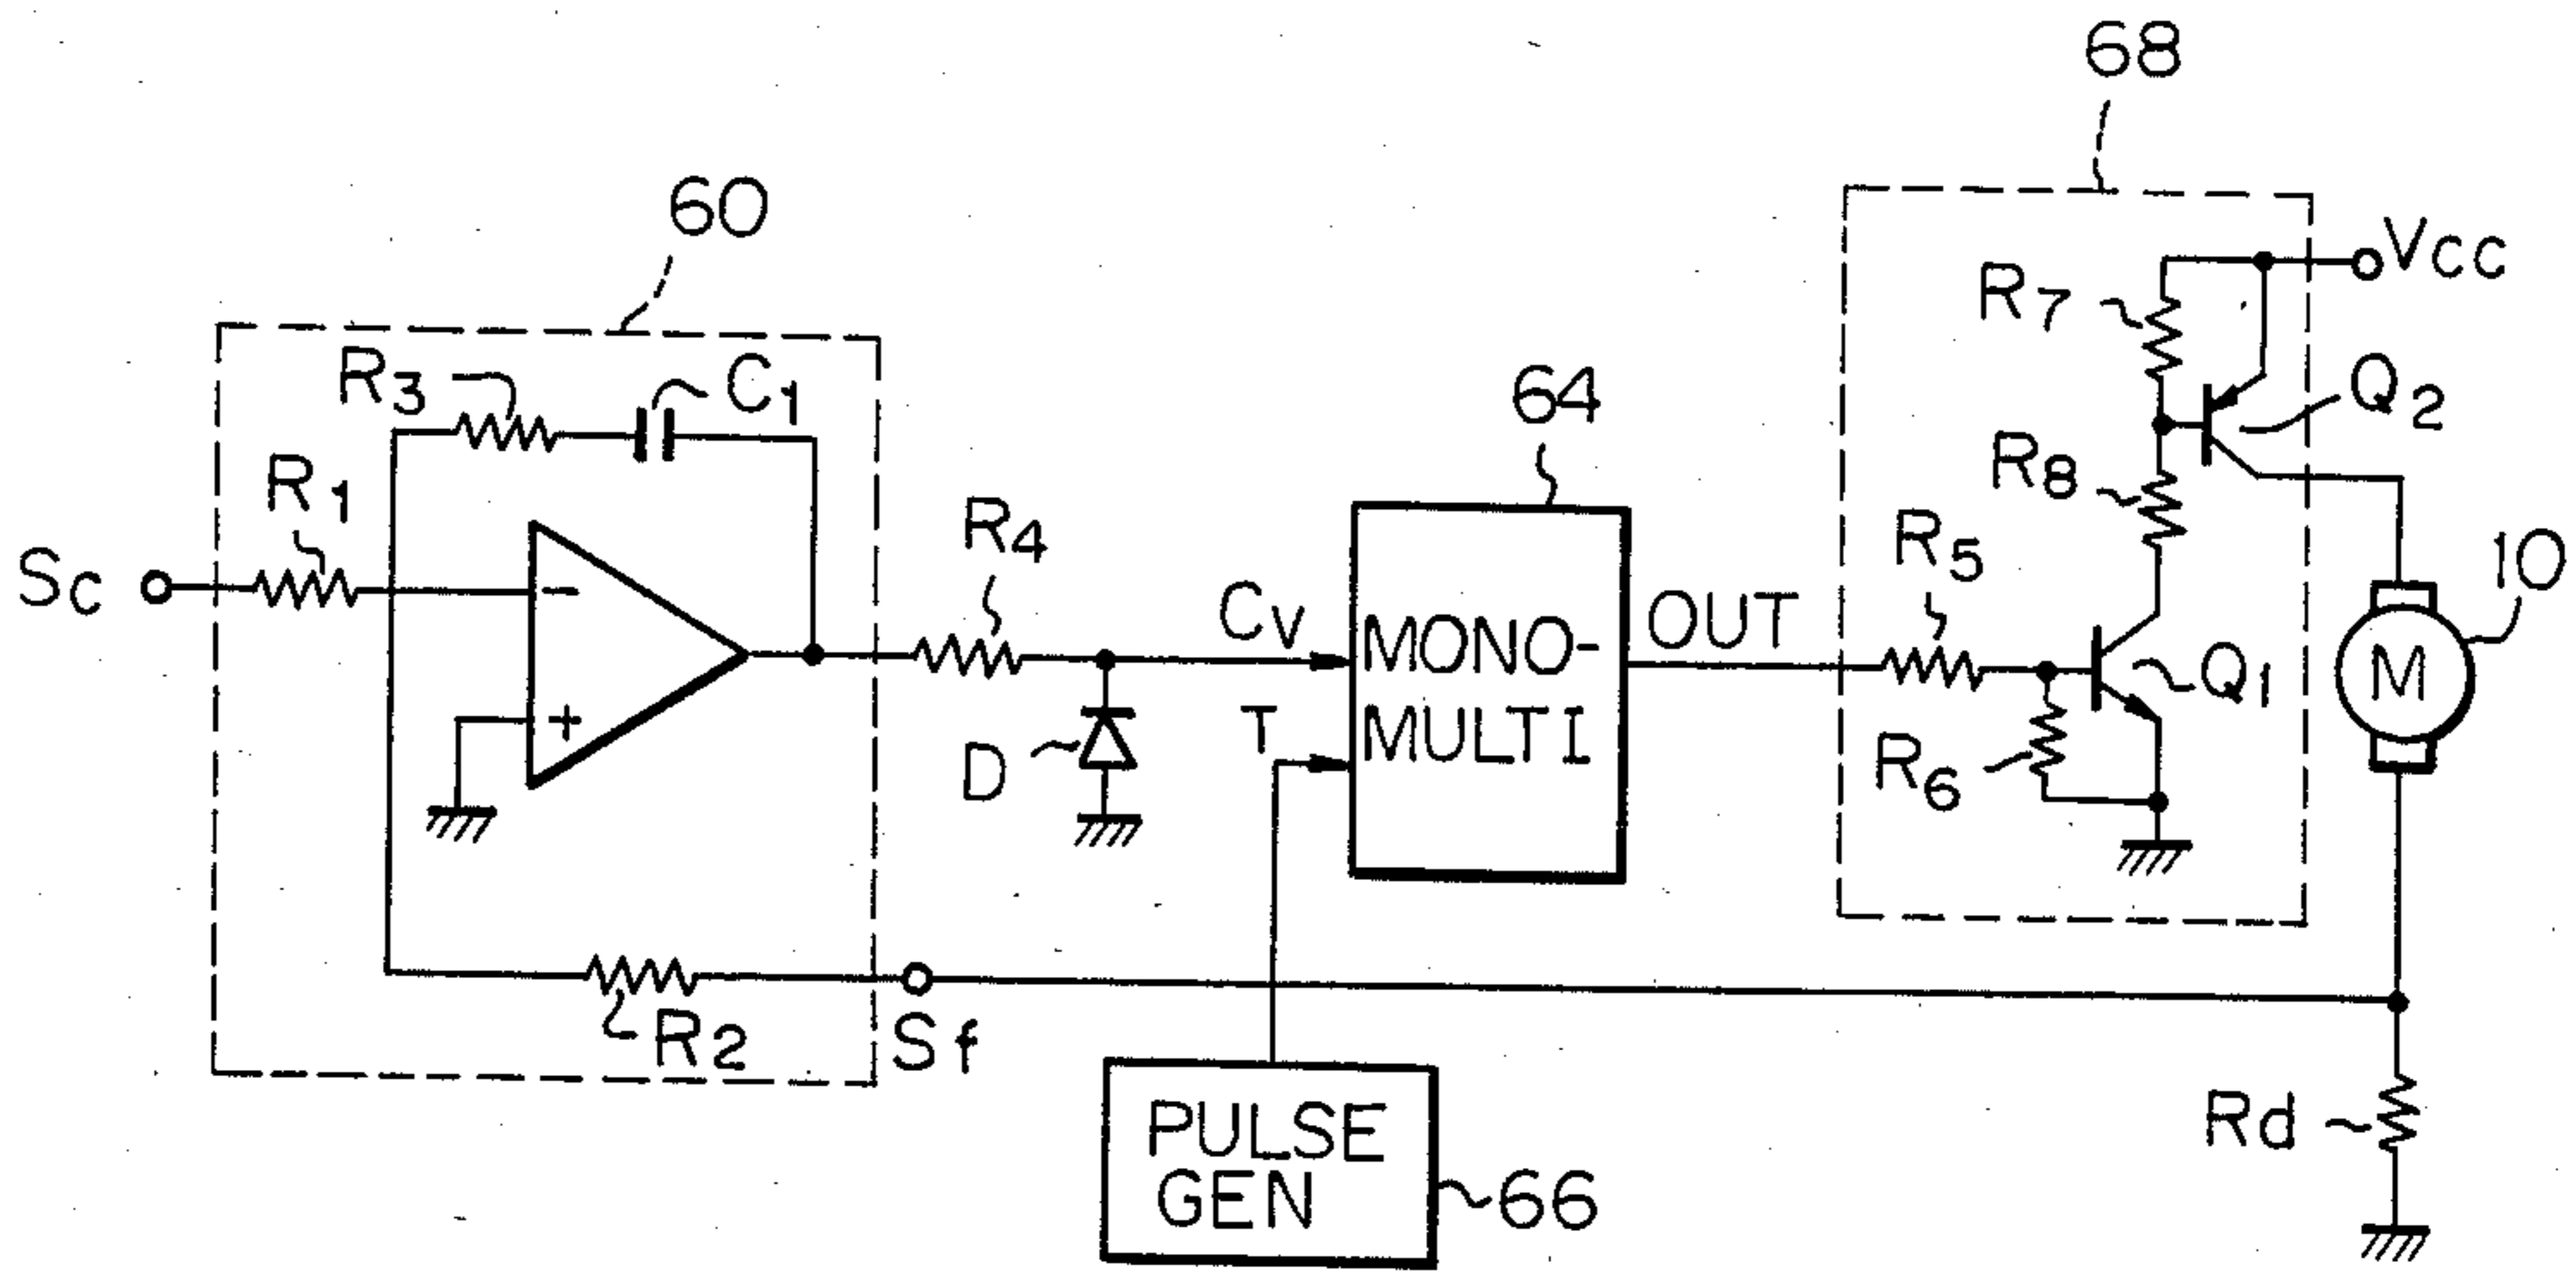 68
60
Vcc
R7
R3
C1
64
Q2
R1
R8
R4
R5
10
Sc
Cv
OUT
MONO-
MULTI
-
+
M
Q1
T
D
R6
R2
Sf
Rd
PULSE
GEN
66